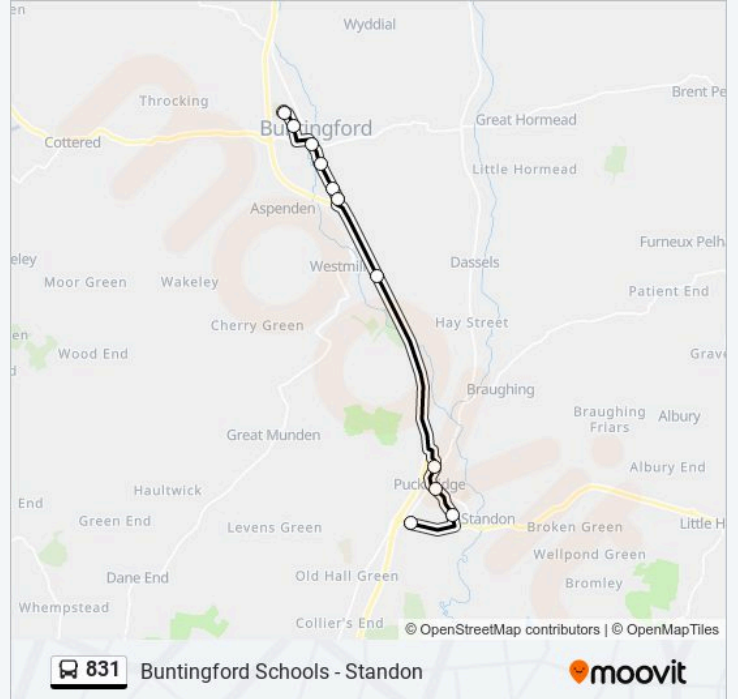 en
Wyddial
Throcking
Brent Pe
Great Hormead
Buntingford
Cottered
Little Hormead
Aspenden
Furneux Pelh
eley
Westmill
Dassels
Moor Green
Wakeley
Patient End
Cherry Green
Hay Street
en
Wood End
Grave
d
Braughing
Braughing
Friars
Albury
Great Munden
Albury End
Puckeridge
Haultwick
End
Green End
Levens Green
Standon
Broken Green
Little H
Wellpond Green
Dane End
Old Hall Green
Bromley
Whempstead
Collier's End
© OpenStreetMap contributors | © OpenMapTiles
831 Buntingford Schools - Standon
moovit